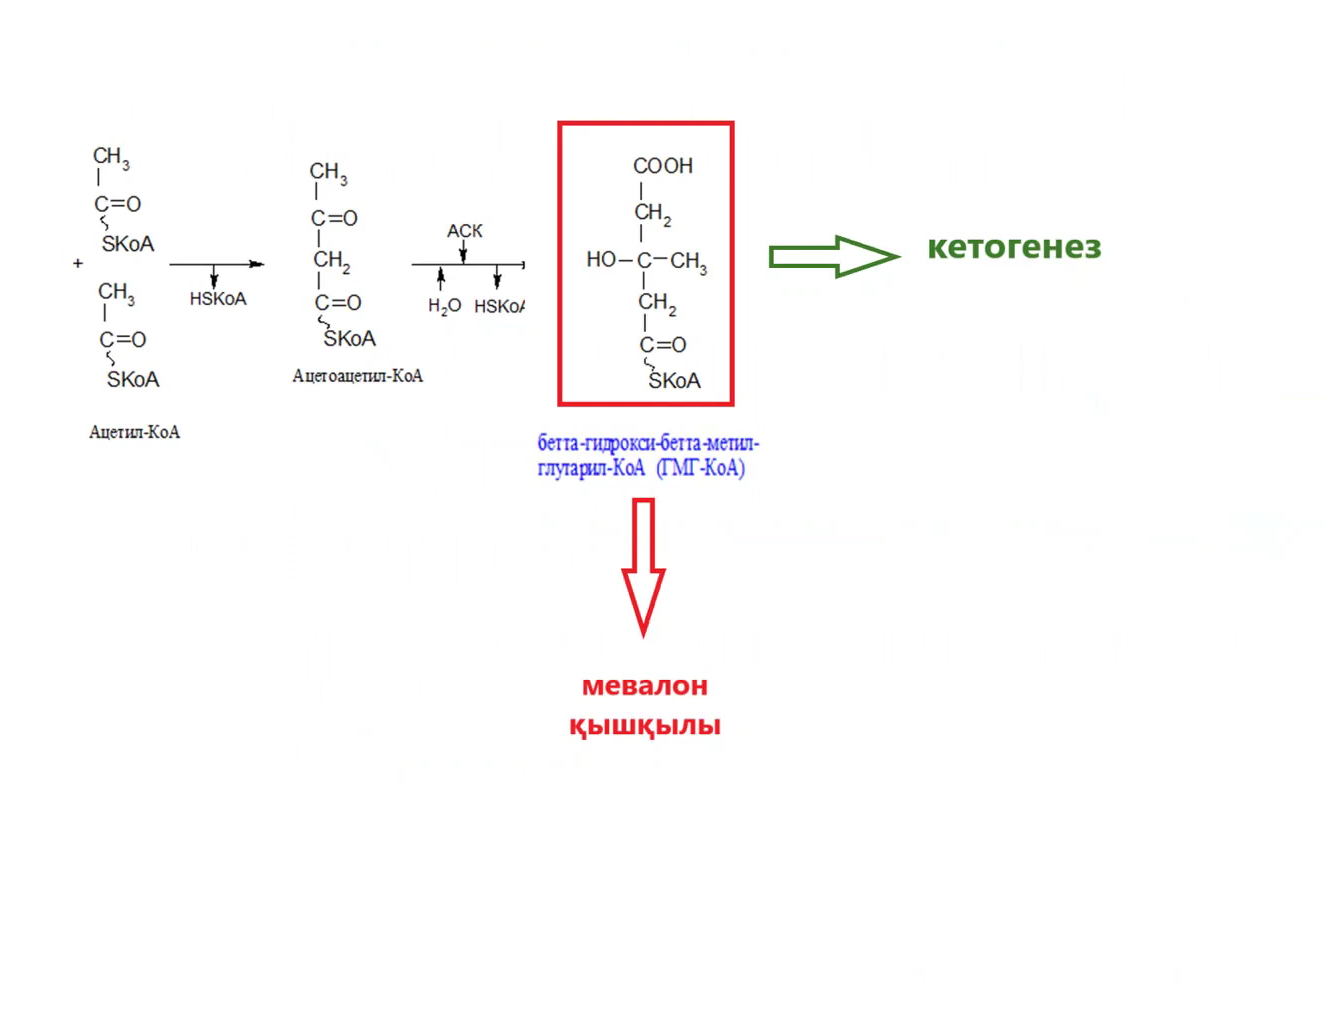 CH3
C=O
SKoA
+
CH3
C=O
SKoA
Ацетил-КоА
HSKoA
CH3
C=O
CH2
C=O
SKoA
Ацетоацетил-КоА
АСК
H2O HSKoA
COOH
CH2
HO-C-CH3
CH2
C=O
SKoA
бетта-гидрокси-бетта-метил-
глутарил-КоА (ГМГ-КоА)
кетогенез
мевалон
қышқылы